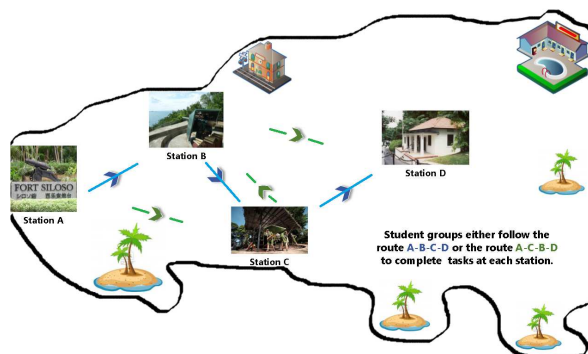 FORT SILOSO
Station A
Station B
Station C
Station D
Student groups either follow the
route A-B-C-D or the route A-C-B-D
to complete tasks at each station.